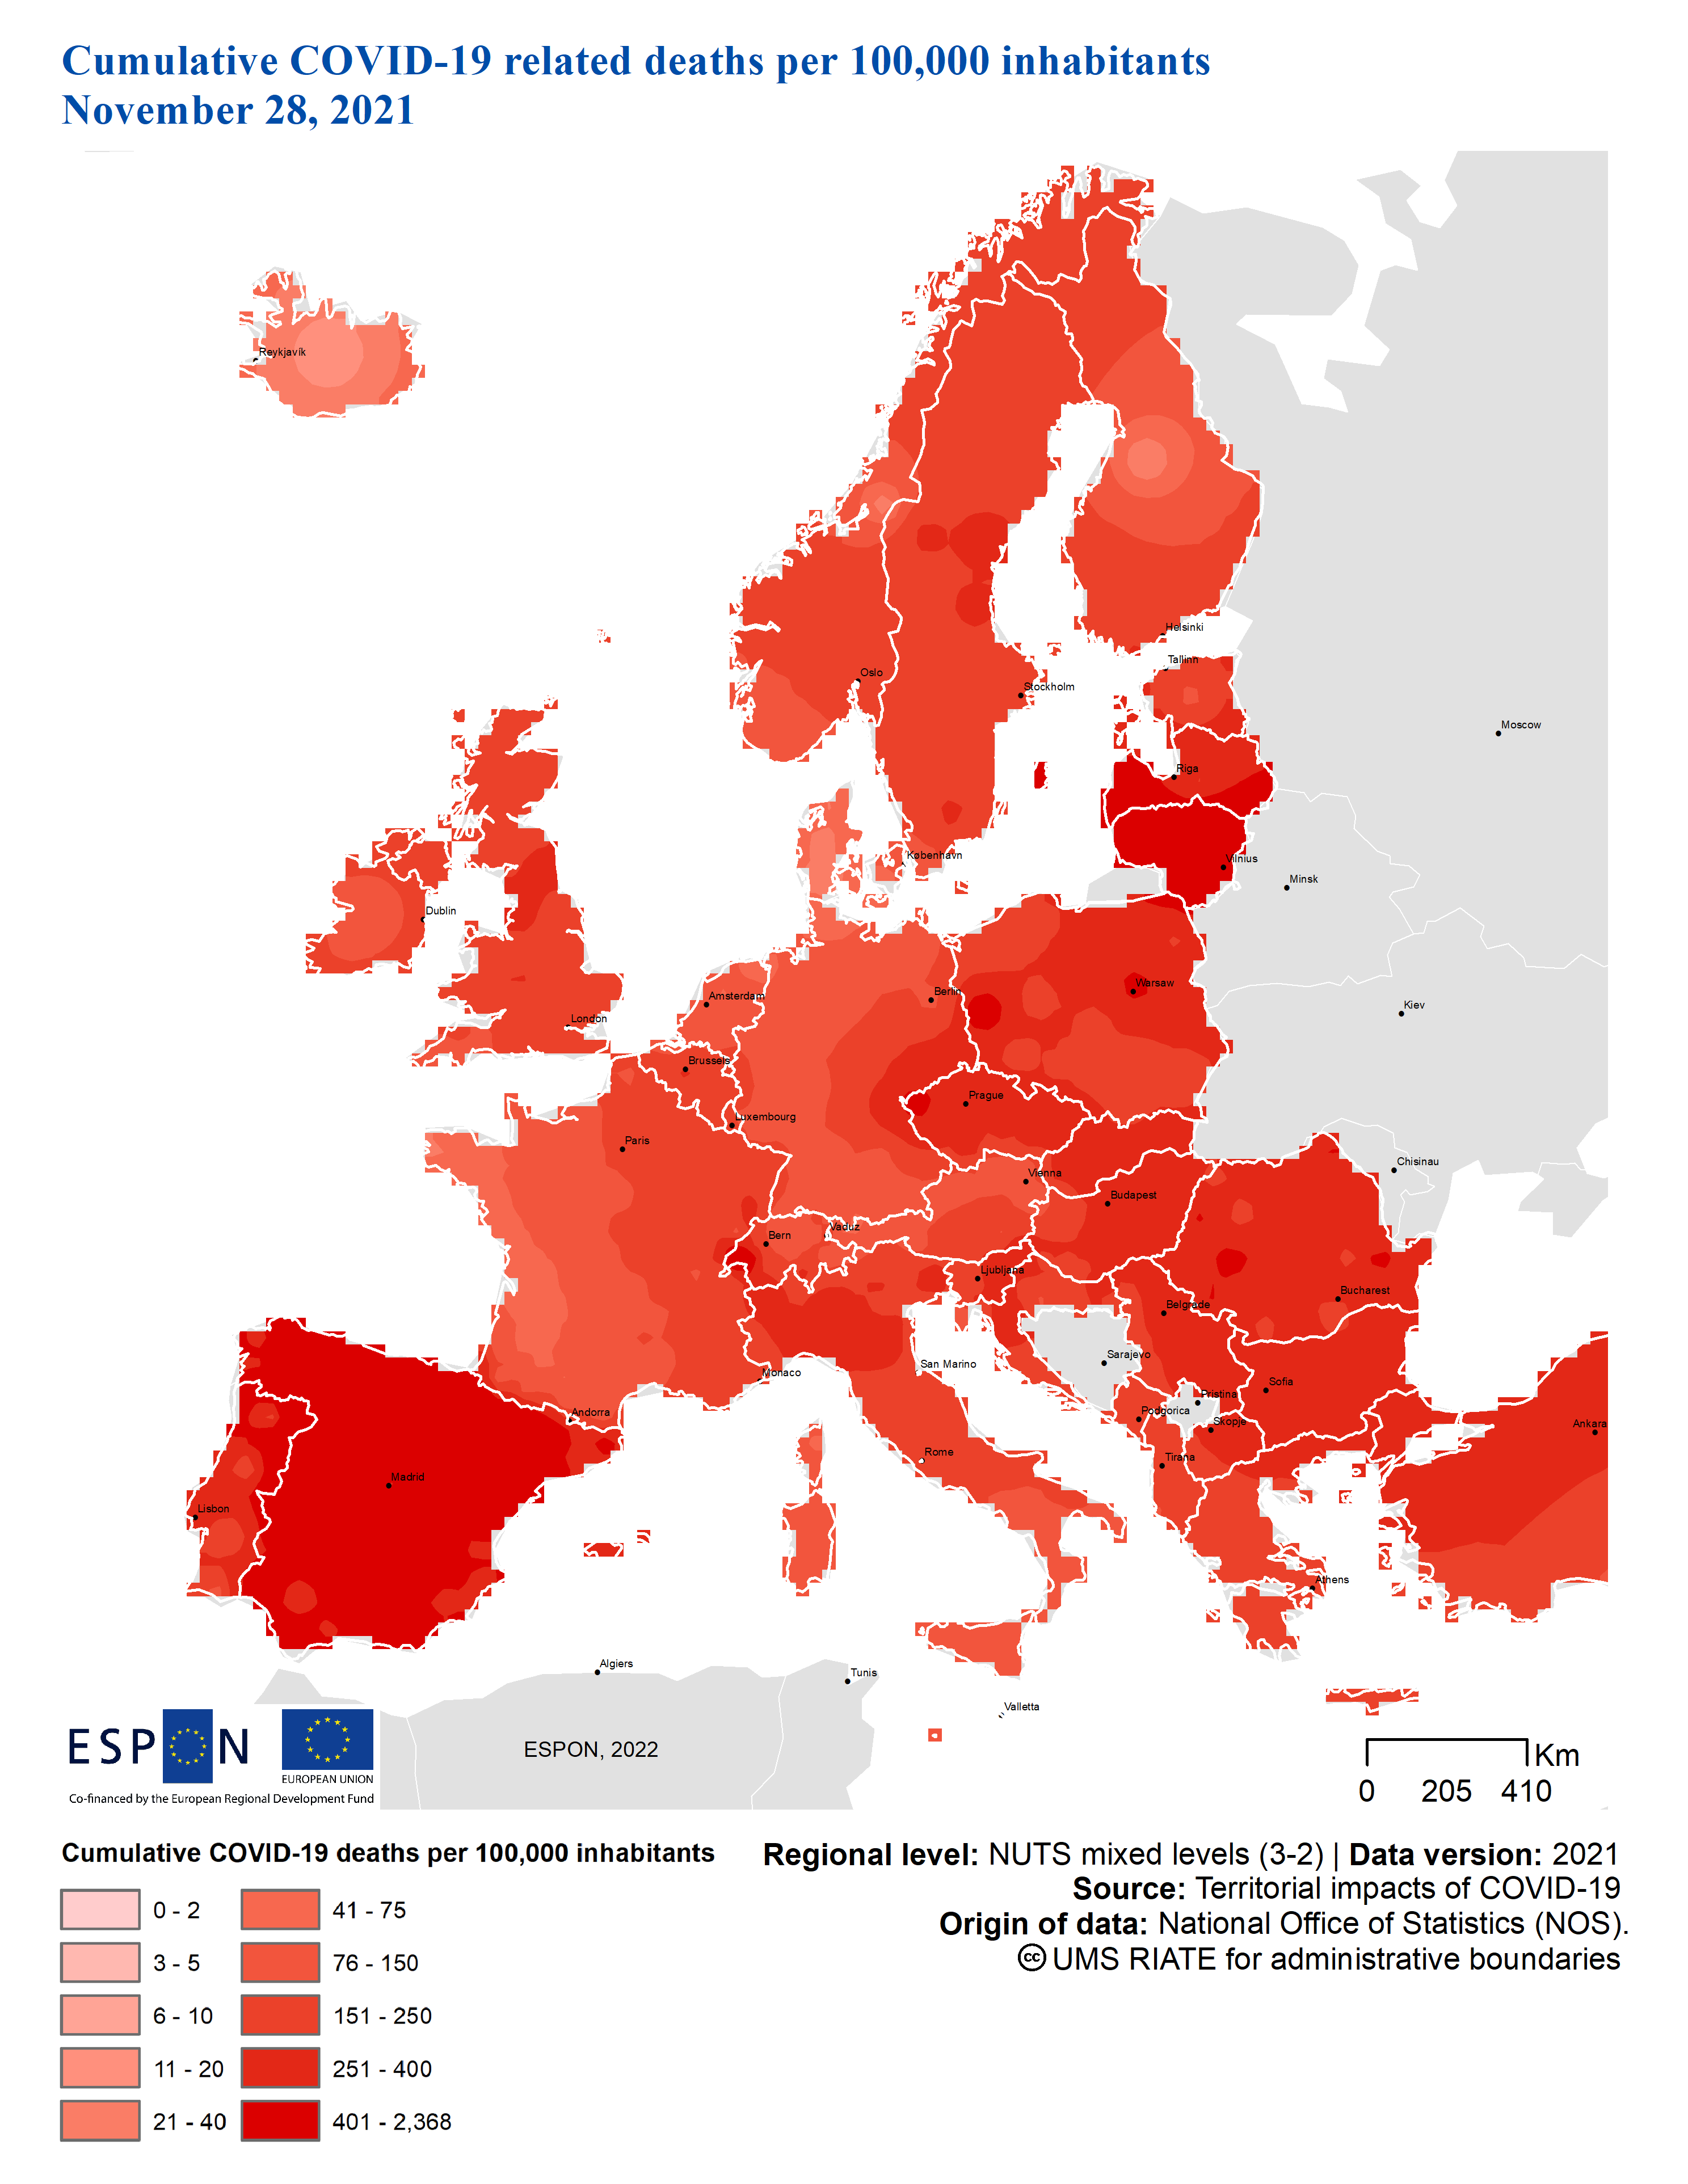 Cumulative COVID-19 related deaths per 100,000 inhabitants
November 28, 2021
Reykjavík
Helsinki
Tallinn
Oslo
Stockholm
Moscow
Riga
København
Vilnius
Minsk
Dublin
Warsaw
Berlin
Amsterdam
Kiev
London
Brussels
Prague
Luxembourg
Paris
Chisinau
Vienna
Budapest
Vaduz
Bern
Ljubljana
Bucharest
Belgrade
Sarajevo
San Marino
Monaco
Sofia
Pristina
Andorra
Podgorica
Skopje
Ankara
Rome
Tirana
Madrid
Lisbon
Athens
Algiers
Tunis
Valletta
ESPON
EUROPEAN UNION
Co-financed by the European Regional Development Fund
ESPON, 2022
Km
0 205 410
Cumulative COVID-19 deaths per 100,000 inhabitants
0 - 2
3 - 5
6 - 10
11 - 20
21 - 40
41 - 75
76 - 150
151 - 250
251 - 400
401 - 2,368
Regional level: NUTS mixed levels (3-2) | Data version: 2021
Source: Territorial impacts of COVID-19
Origin of data: National Office of Statistics (NOS).
cc UMS RIATE for administrative boundaries